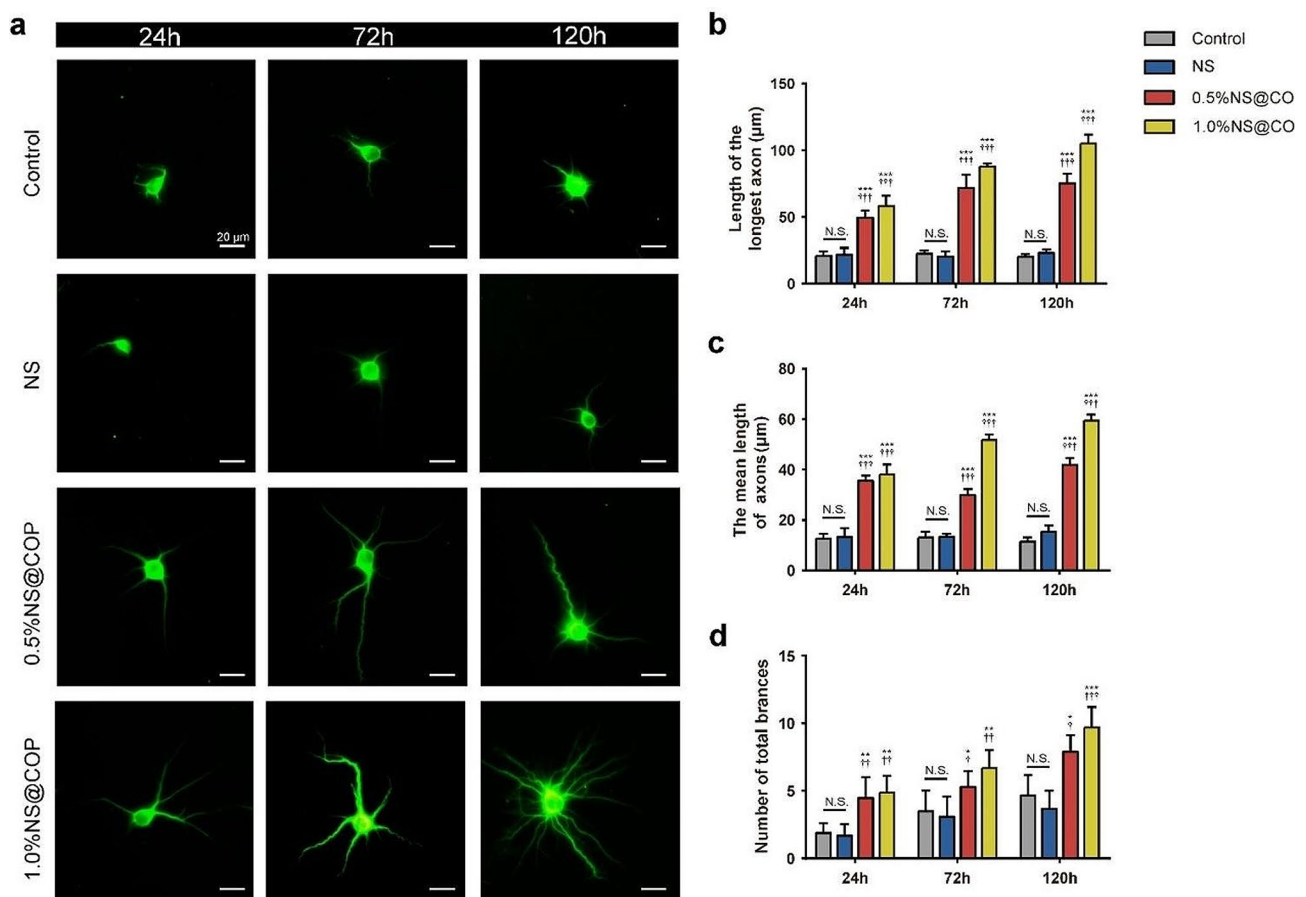 a
24h 72h 120h
Control
20 μm
NS
0.5%NS@COP
1.0%NS@COP
b
Control
NS
0.5%NS@CO
1.0%NS@CO
Length of the
longest axon (μm)
150
100
50
0
N.S. *** ††† *** †††
N.S. *** ††† *** †††
N.S. *** ††† *** †††
24h 72h 120h
c
The mean length
of axons (μm)
80
60
40
20
0
N.S. *** ††† *** †††
N.S. *** ††† *** †††
N.S. *** ††† *** †††
24h 72h 120h
d
Number of total brances
15
10
5
0
N.S. ** †† ** ††
N.S. * † ** ††
N.S. * † *** †††
24h 72h 120h